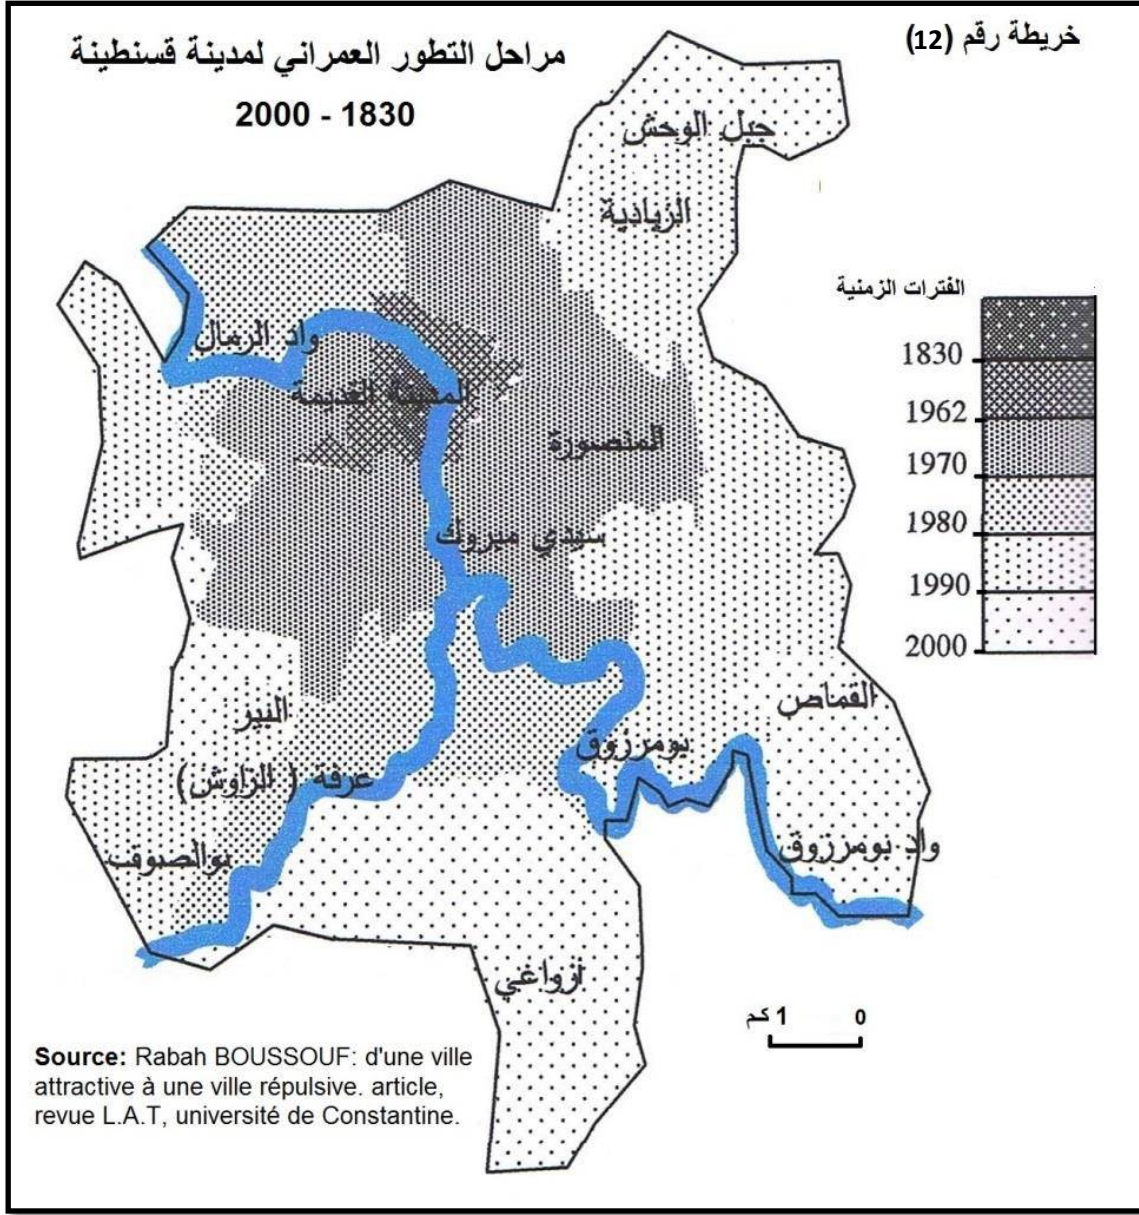 خريطة رقم (12)
مراحل التطور العمراني لمدينة قسنطينة
2000 - 1830
جبل الوحش
الزيادية
الفترات الزمنية
1830
1962
1970
1980
1990
2000
واد الرمال
المدينة القديمة
المنصورة
سيدي مبروك
القماص
البير
بومرزوق
عرفة ( الزاوش)
بوالصوف
واد بومرزوق
ازواغي
1 كم 0
Source: Rabah BOUSSOUF: d'une ville
attractive à une ville répulsive. article,
revue L.A.T, université de Constantine.